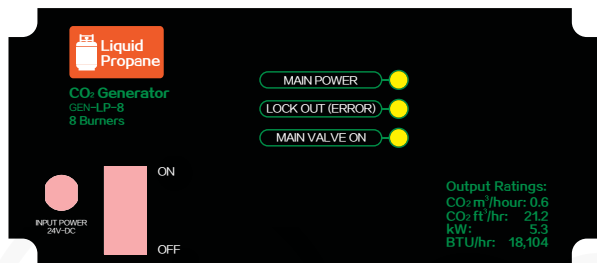 Liquid
Propane
CO₂ Generator
GEN-LP-8
8 Burners
MAIN POWER
LOCK OUT (ERROR)
MAIN VALVE ON
ON
INPUT POWER
24V-DC
OFF
Output Ratings:
CO₂ m³/hour: 0.6
CO₂ ft³/hr: 21.2
kW: 5.3
BTU/hr: 18,104